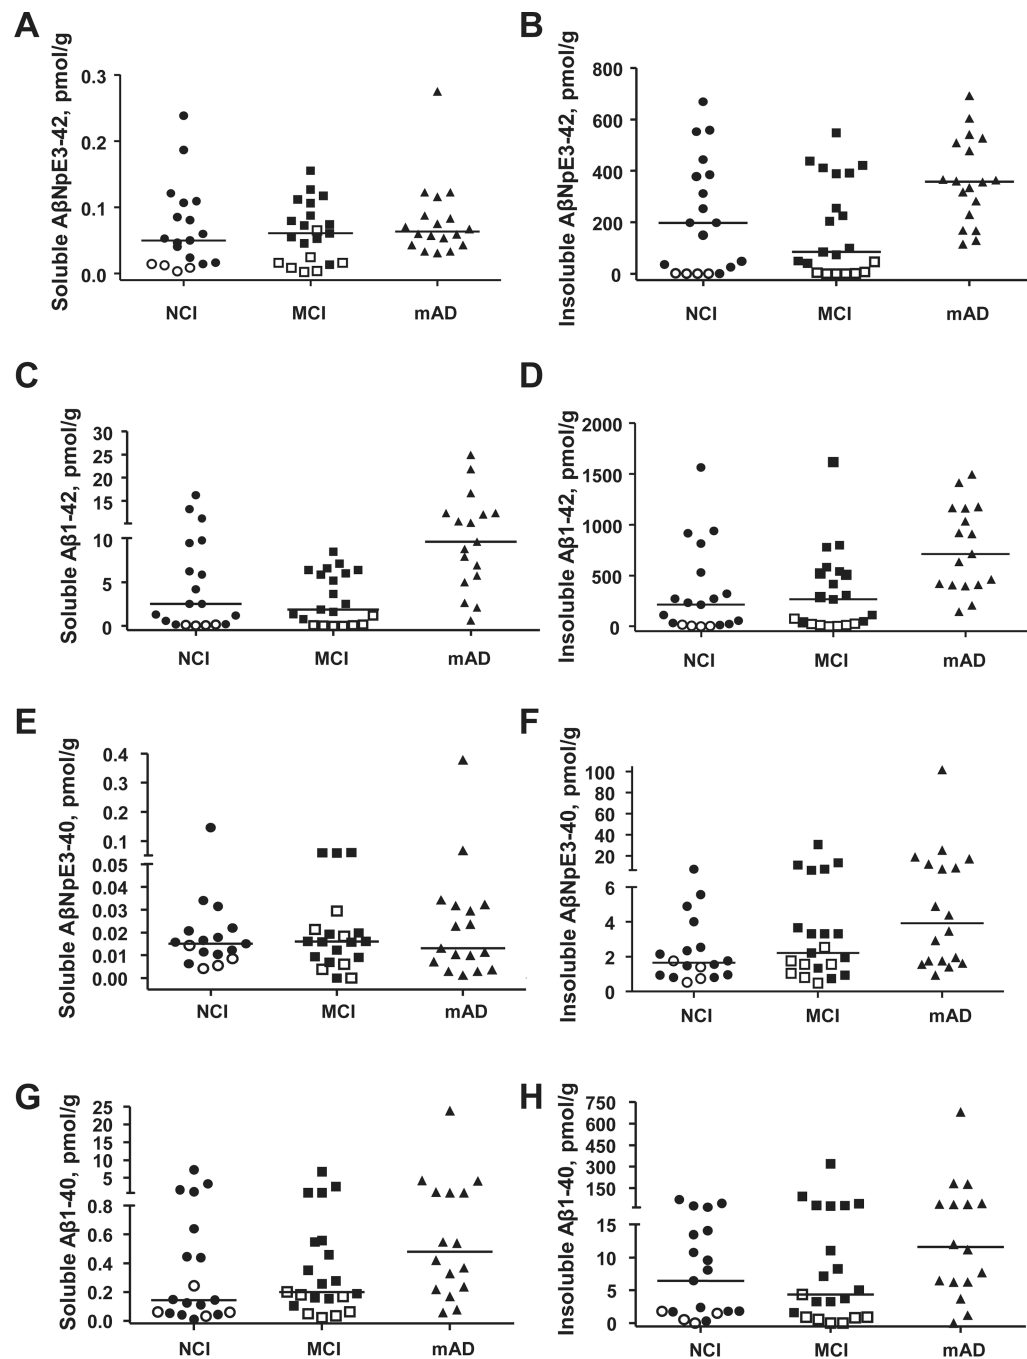 A
Soluble AβNpE3-42, pmol/g
0.3
0.2
0.1
0.0
NCI MCI mAD
B
Insoluble AβNpE3-42, pmol/g
800
600
400
200
0
NCI MCI mAD
C
Soluble Aβ1-42, pmol/g
30
25
20
15
10
5
0
NCI MCI mAD
D
Insoluble Aβ1-42, pmol/g
2000
1500
1000
500
0
NCI MCI mAD
E
Soluble AβNpE3-40, pmol/g
0.4
0.3
0.2
0.1
0.05
0.04
0.03
0.02
0.01
0.00
NCI MCI mAD
F
Insoluble AβNpE3-40, pmol/g
100
80
60
40
20
6
4
2
0
NCI MCI mAD
G
Soluble Aβ1-40, pmol/g
25
20
15
10
5
0.8
0.6
0.4
0.2
0.0
NCI MCI mAD
H
Insoluble Aβ1-40, pmol/g
750
600
450
300
150
15
10
5
0
NCI MCI mAD